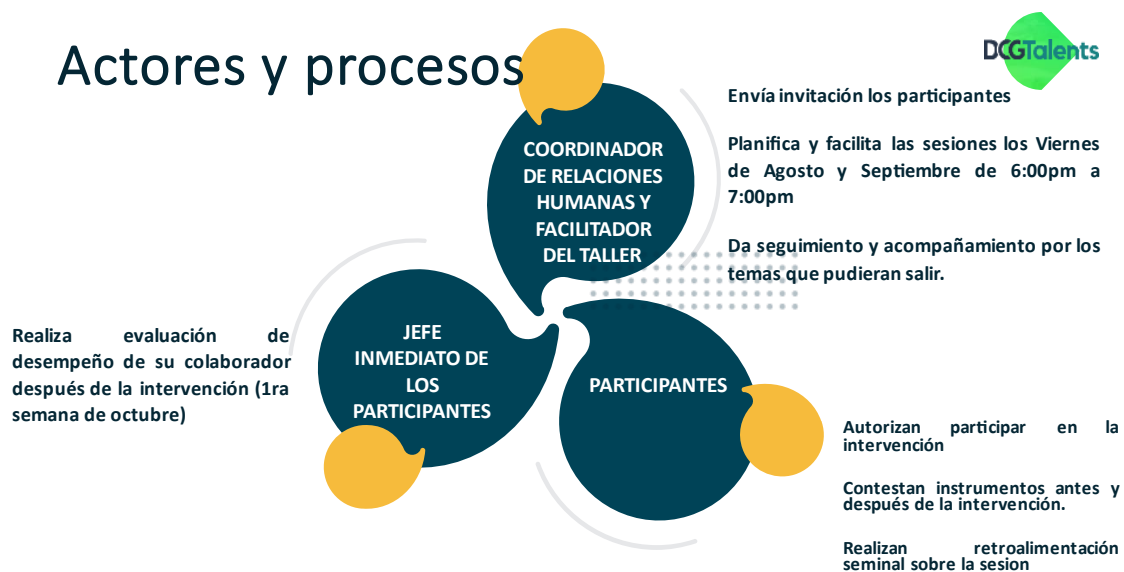 Actores y procesos
DCGTalents
Envía invitación los participantes
Planifica y facilita las sesiones los Viernes
de Agosto y Septiembre de 6:00pm a
7:00pm
Da seguimiento y acompañamiento por los
temas que pudieran salir.
COORDINADOR
DE RELACIONES
HUMANAS Y
FACILITADOR
DEL TALLER
Realiza evaluación de
desempeño de su colaborador
después de la intervención (1ra
semana de octubre)
JEFE
INMEDIATO DE
LOS
PARTICIPANTES
PARTICIPANTES
Autorizan participar en la
intervención
Contestan instrumentos antes y
después de la intervención.
Realizan retroalimentación
seminal sobre la sesion